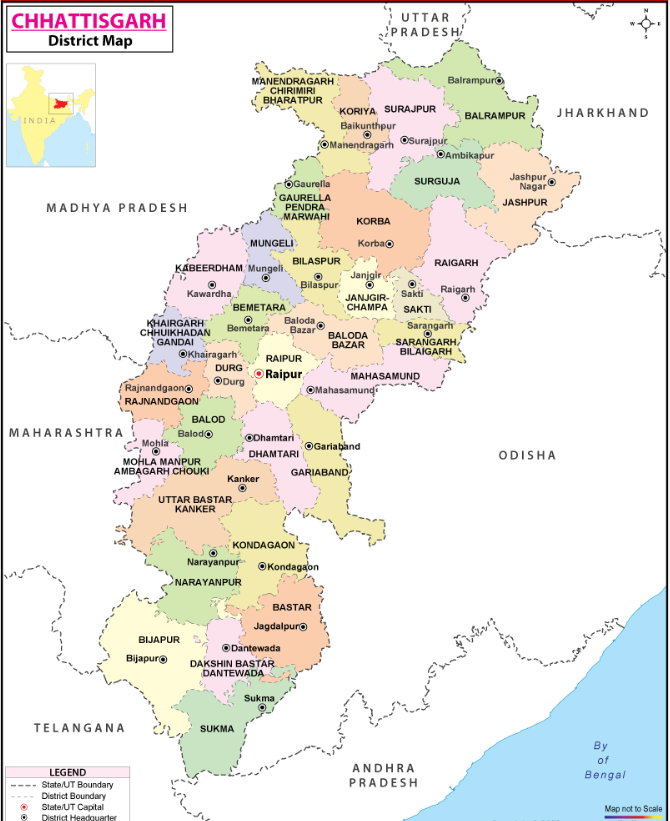 CHHATTISGARH
District Map
UTTAR
PRADESH
N
W
E
S
INDIA
MANENDRAGARH
CHIRIMIRI
BHARATPUR
KORIYA
Baikunthpur
Manendragarh
SURAJPUR
Surajpur
Balrampur
BALRAMPUR
JHARKHAND
Ambikapur
SURGUJA
Jashpur
Nagar
JASHPUR
MADHYA PRADESH
Gaurella
GAURELLA
PENDRA
MARWAHI
KORBA
Korba
MUNGELI
Mungeli
BILASPUR
Bilaspur
RAIGARH
Raigarh
KABEERDHAM
Kawardha
Janjgir
JANJGIR-
CHAMPA
Sakti
SAKTI
BEMETARA
Bemetara
Baloda
Bazar
BALODA
BAZAR
Sarangarh
SARANGARH
BILAIGARH
KHAIRGARH
CHHUIKHADAN
GANDAI
Khairagarh
DURG
Durg
RAIPUR
Raipur
MAHASAMUND
Mahasamund
Rajnandgaon
RAJNANDGAON
MAHARASHTRA
BALOD
Balod
Mohla
MOHLA MANPUR
AMBAGARH CHOUKI
Dhamtari
DHAMTARI
Gariaband
GARIABAND
ODISHA
Kanker
UTTAR BASTAR
KANKER
KONDAGAON
Kondagaon
Narayanpur
NARAYANPUR
BASTAR
Jagdalpur
BIJAPUR
Bijapur
Dantewada
DAKSHIN BASTAR
DANTEWADA
Sukma
SUKMA
TELANGANA
ANDHRA
PRADESH
By
of
Bengal
LEGEND
State/UT Boundary
District Boundary
State/UT Capital
District Headquarter
Map not to Scale